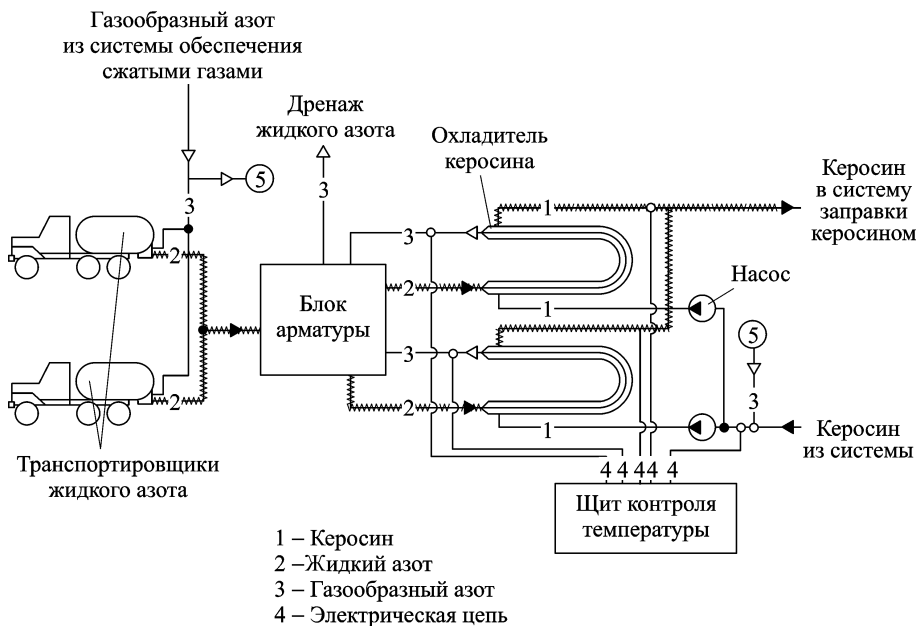 Газообразный азот
из системы обеспечения
сжатыми газами
Дренаж
жидкого азота
Охладитель
керосина
Керосин
в систему
заправки
керосином
5
3
3
1
3
2
2
Блок
арматуры
2
1
Насос
5
3
3
2
2
1
Керосин
из системы
Транспортировщики
жидкого азота
4 4 4 4 4
Щит контроля
температуры
1 – Керосин
2 –Жидкий азот
3 – Газообразный азот
4 – Электрическая цепь